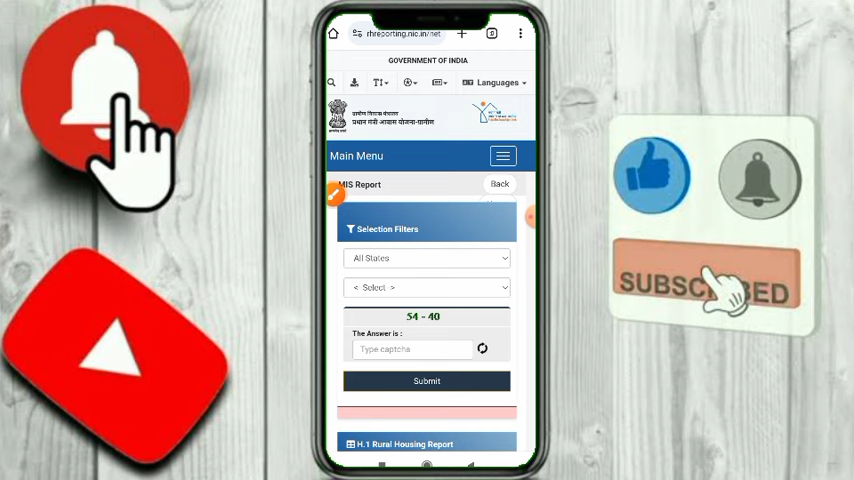 rhreporting.nic.in/net
GOVERNMENT OF INDIA
Languages
ग्रामीण विकास मंत्रालय
प्रधान मंत्री आवास योजना-ग्रामीण
Main Menu
MIS Report
Back
Selection Filters
All States
< Select >
54 - 40
The Answer is :
Type captcha
Submit
H.1 Rural Housing Report
SUBSCRIBED